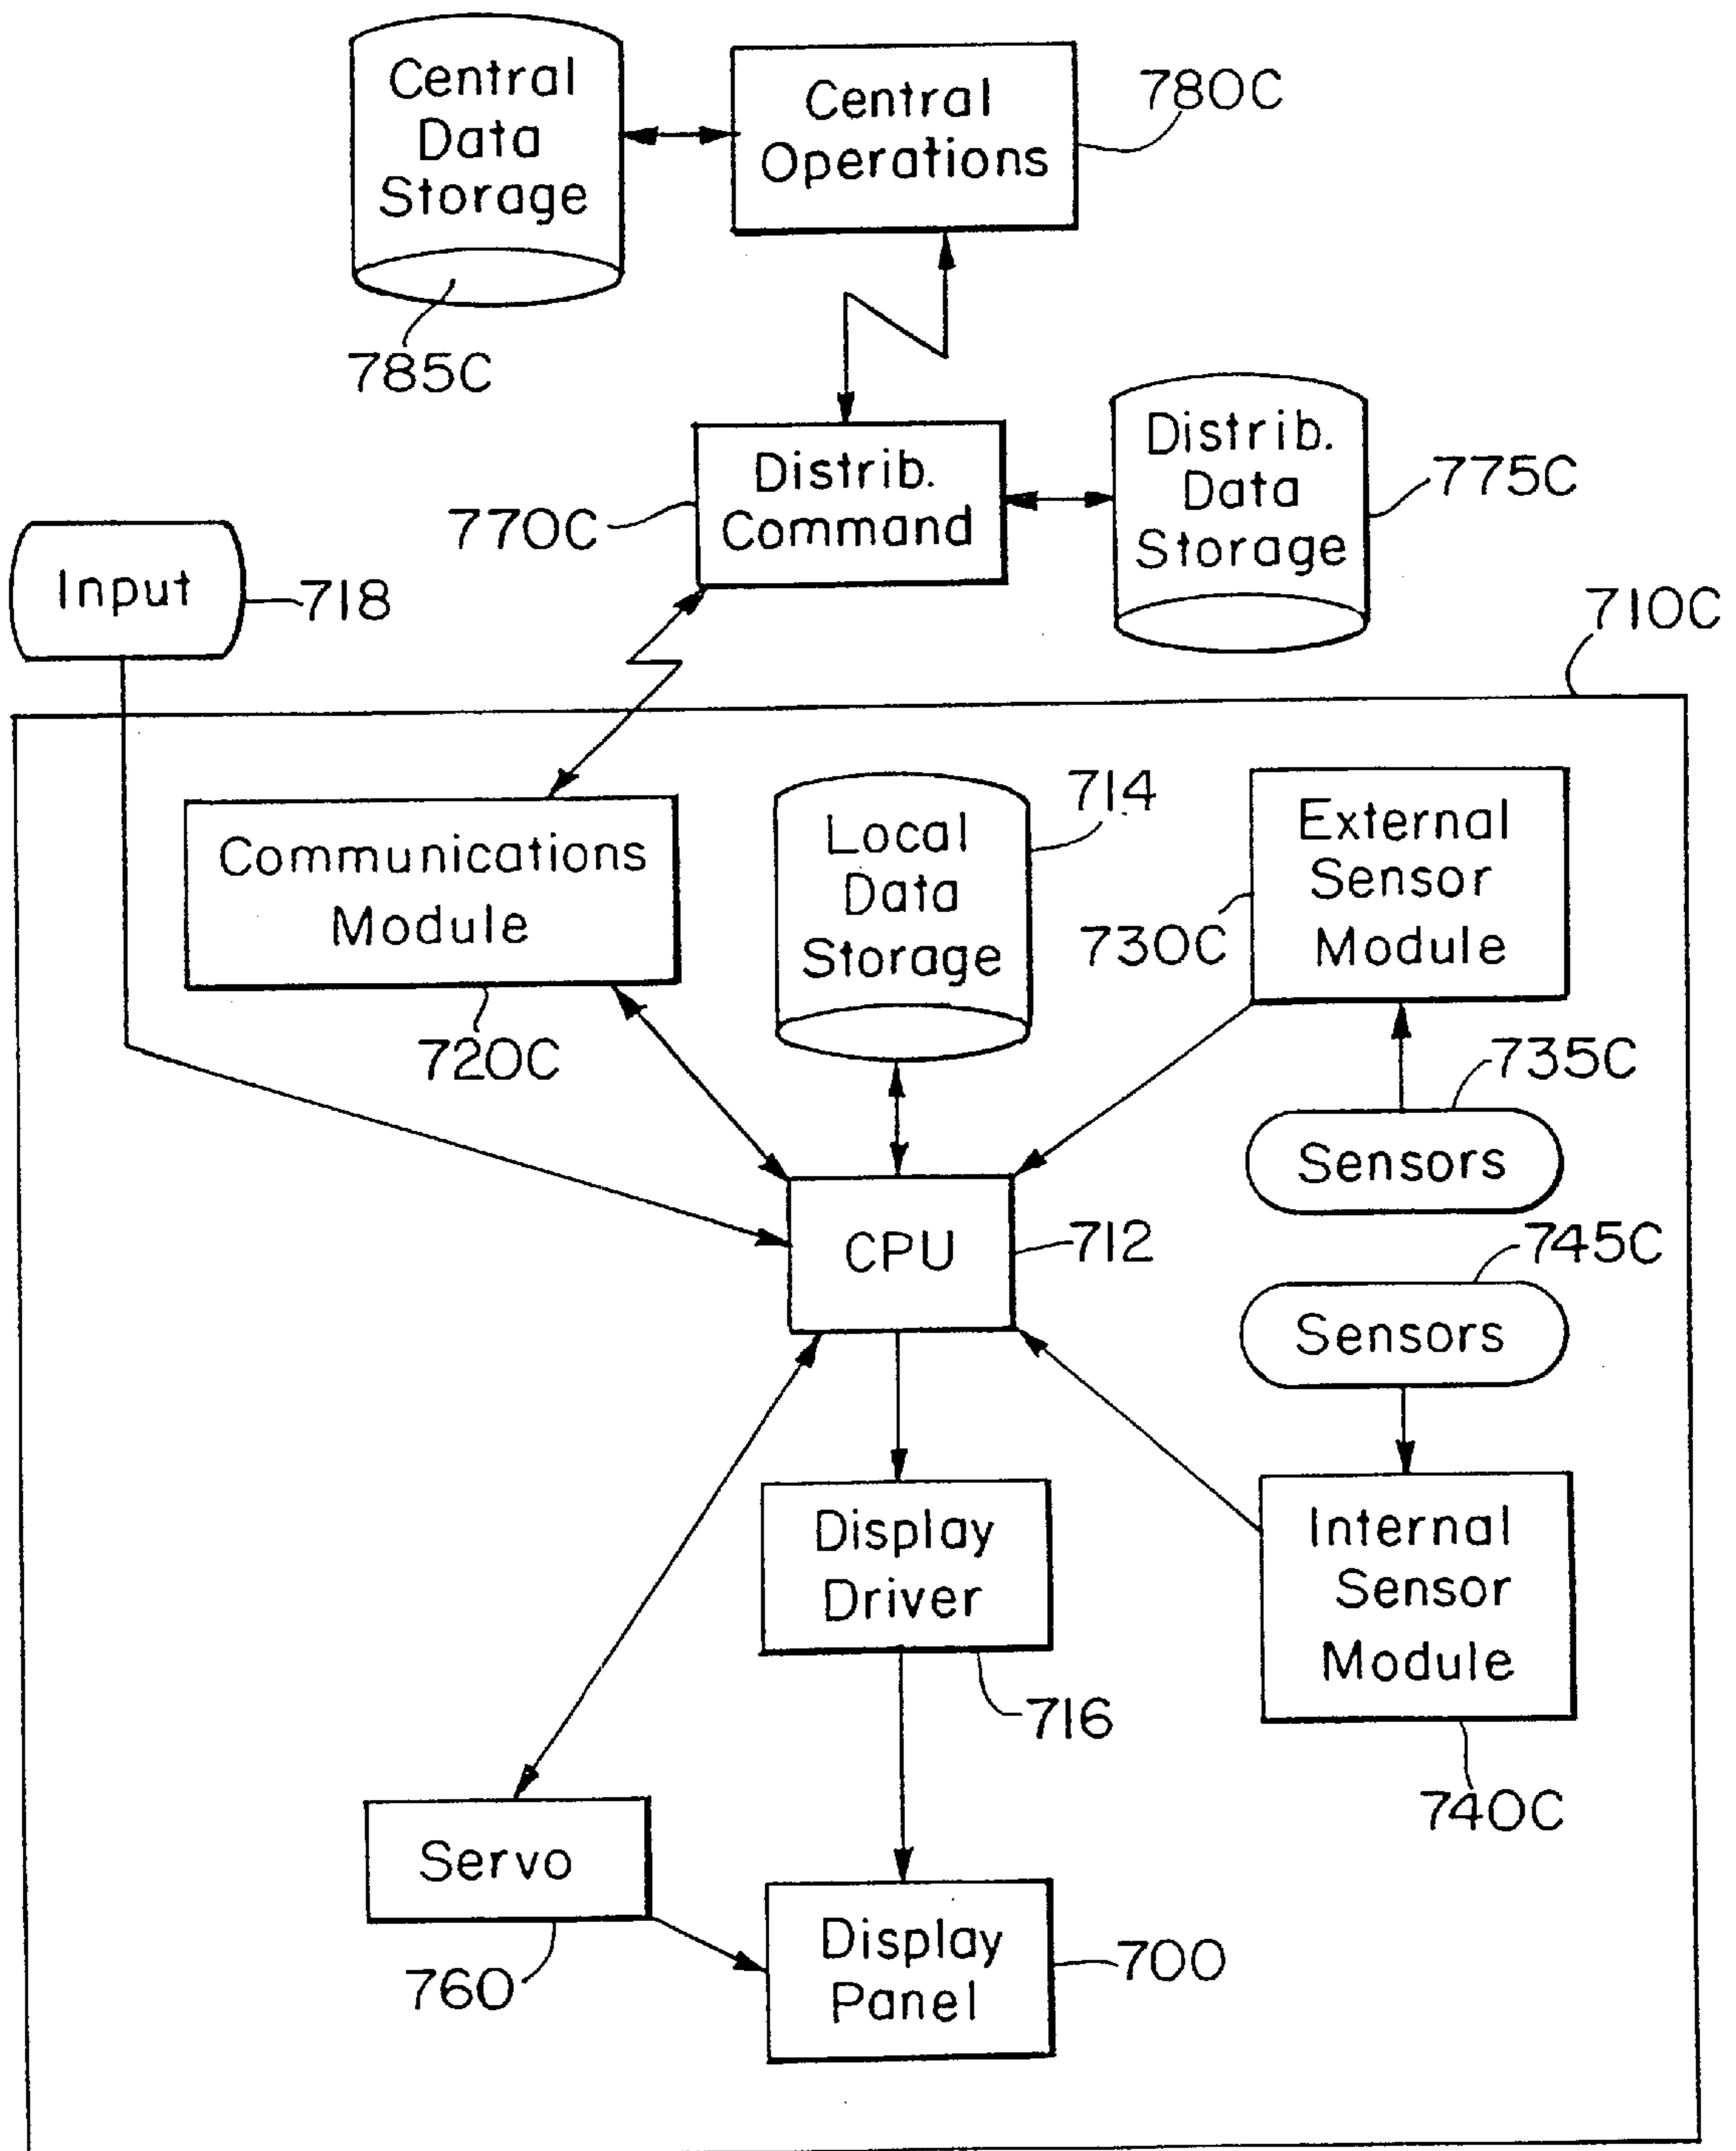 Central
Data
Storage
Central
Operations
780C
785C
Distrib.
Command
770C
Distrib.
Data
Storage
775C
Input
718
710C
Communications
Module
720C
Local
Data
Storage
714
External
Sensor
Module
730C
735C
Sensors
CPU
712
745C
Sensors
Display
Driver
716
Internal
Sensor
Module
740C
Servo
760
Display
Panel
700